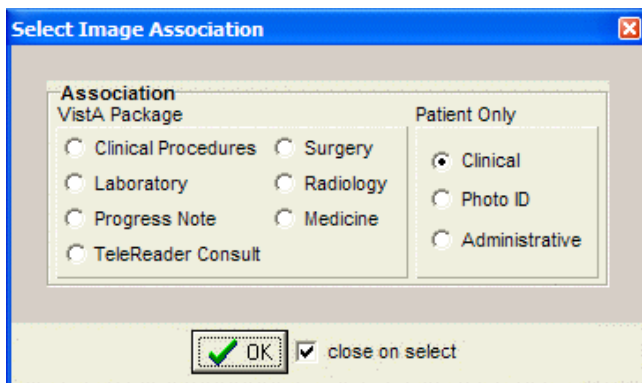 Select Image Association
Association
VistA Package
Patient Only
Clinical Procedures
Surgery
Clinical
Laboratory
Radiology
Photo ID
Progress Note
Medicine
Administrative
TeleReader Consult
OK
close on select